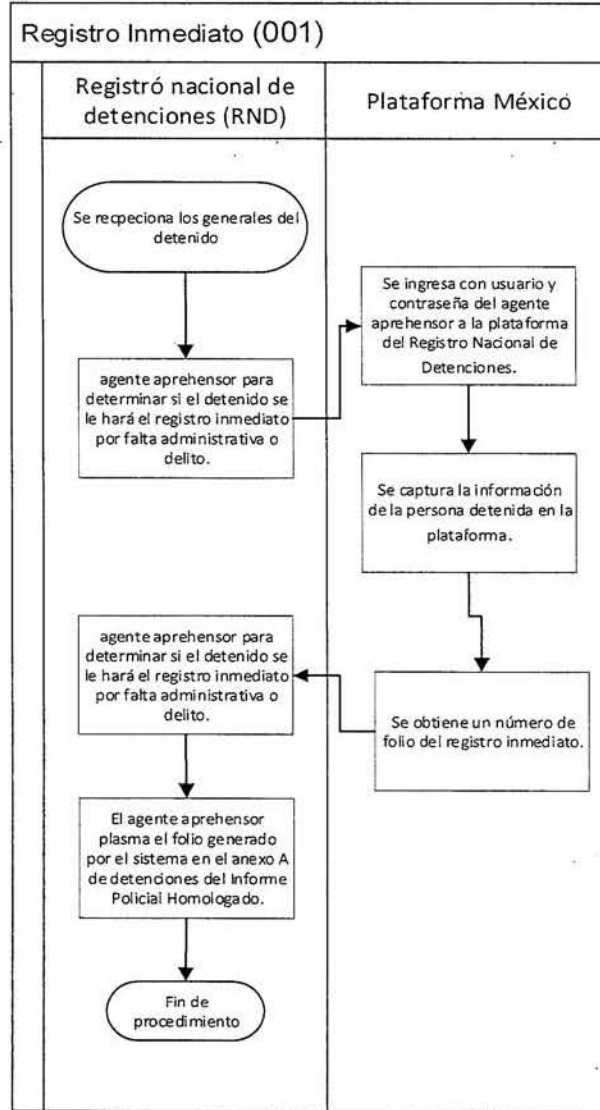 Registro Inmediato (001)
Registró nacional de
detenciones (RND)
Plataforma México
Se recpeciona los generales del
detenido
agente aprehensor para
determinar si el detenido se
le hará el registro inmediato
por falta administrativa o
delito.
Se ingresa con usuario y
contraseña del agente
aprehensor a la plataforma
del Registro Nacional de
Detenciones.
Se captura la información
de la persona detenida en la
plataforma.
Se obtiene un número de
folio del registro inmediato.
agente aprehensor para
determinar si el detenido se
le hará el registro inmediato
por falta administrativa o
delito.
El agente aprehensor
plasma el folio generado
por el sistema en el anexo A
de detenciones del Informe
Policial Homologado.
Fin de
procedimiento